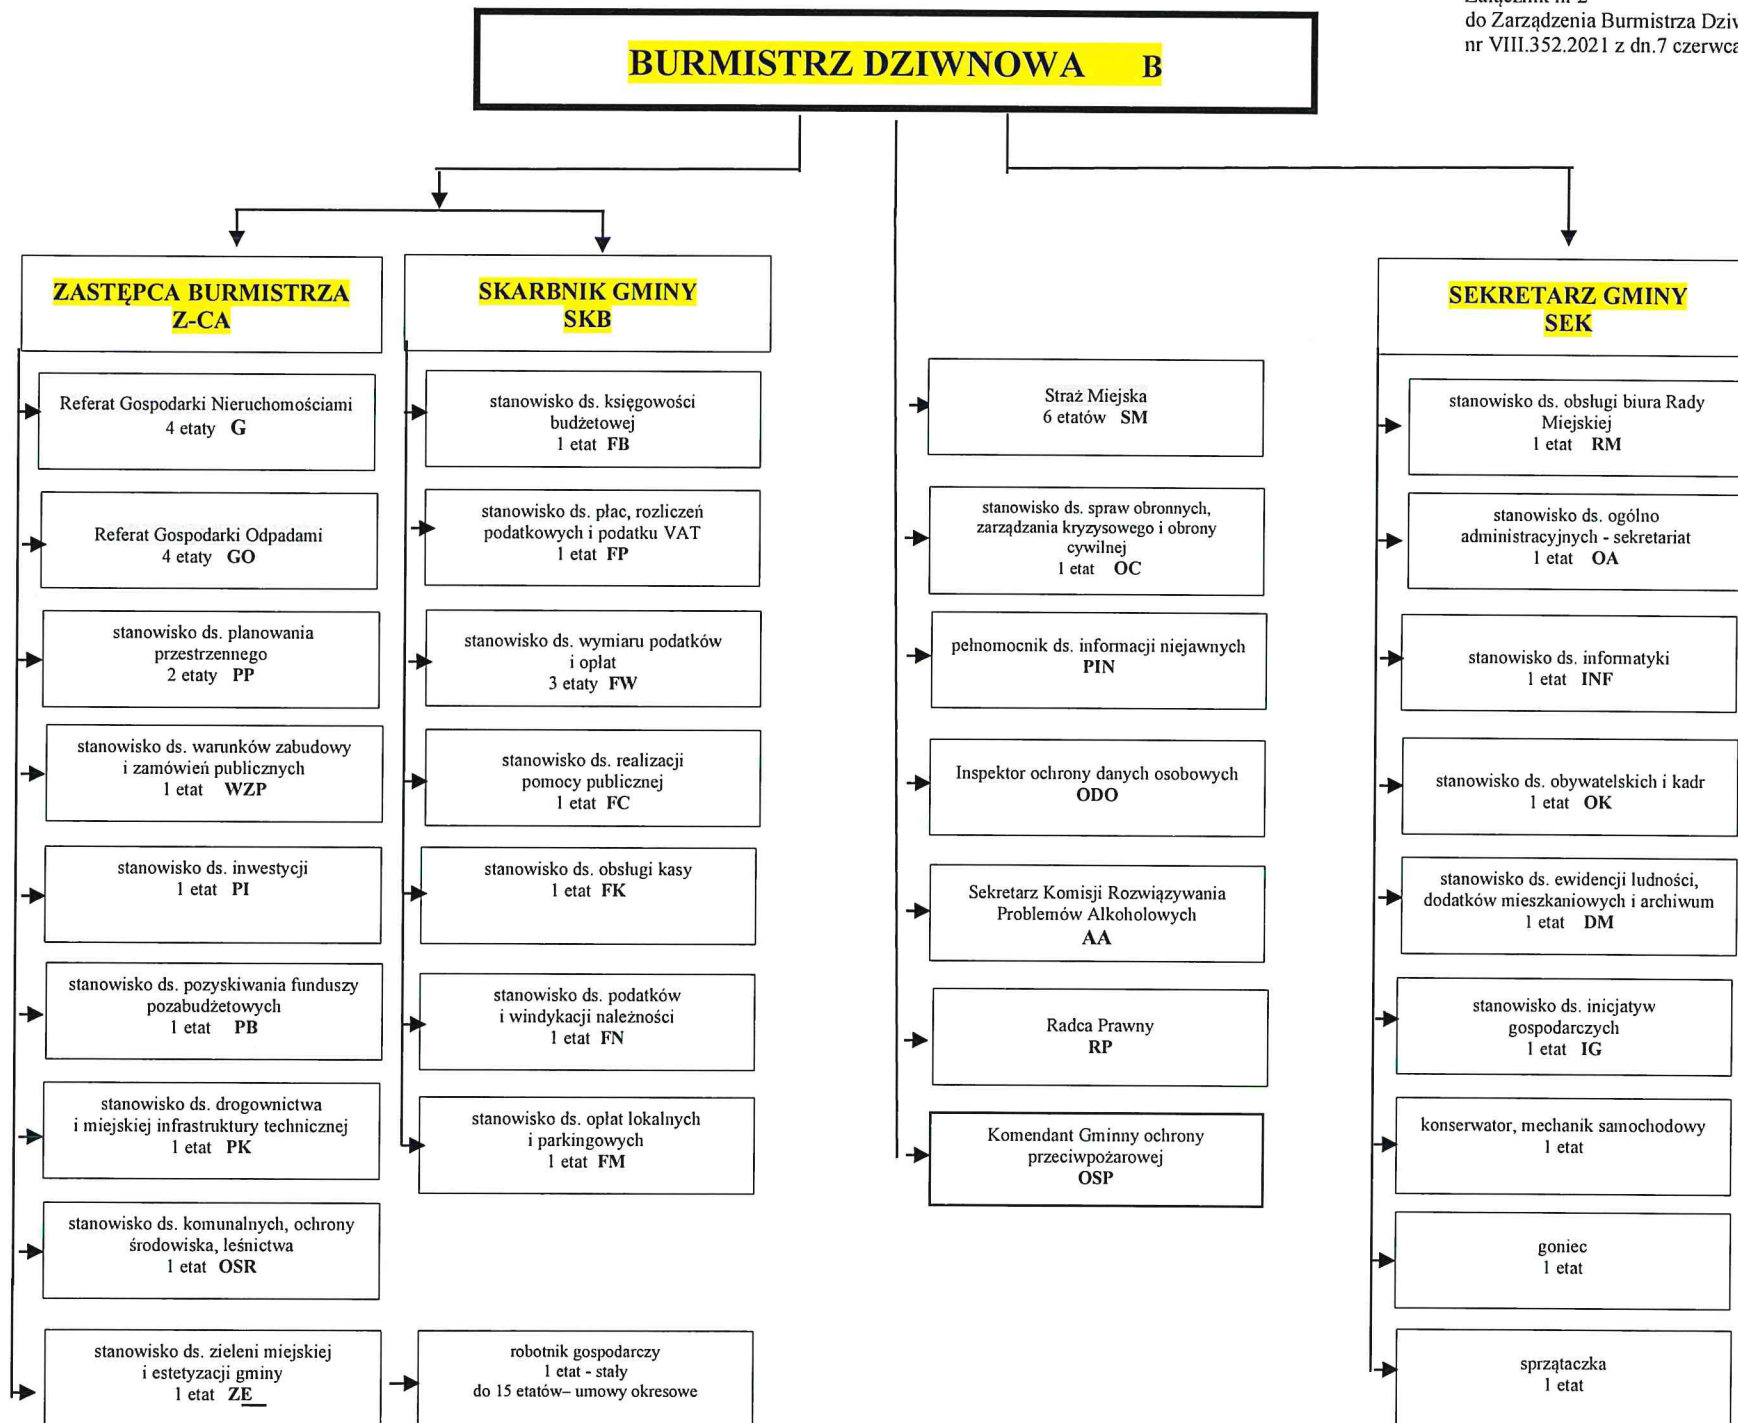 do Zarządzenia Burmistrza
nr VIII.352.2021 z dn.7 czerwca
BURMISTRZ DZIWNOWA B
ZASTĘPCA BURMISTRZA
Z-CA
Referat Gospodarki Nieruchomościami
4 etaty G
Referat Gospodarki Odpadami
4 etaty GO
stanowisko ds. planowania
przestrzennego
2 etaty PP
stanowisko ds. warunków zabudowy
i zamówień publicznych
1 etat WZP
stanowisko ds. inwestycji
1 etat PI
stanowisko ds. pozyskiwania funduszy
pozabudżetowych
1 etat PB
stanowisko ds. drogownictwa
i miejskiej infrastruktury technicznej
1 etat PK
stanowisko ds. komunalnych, ochrony
środowiska, leśnictwa
1 etat OSR
stanowisko ds. zieleni miejskiej
i estetyzacji gminy
1 etat ZE
robotnik gospodarczy
1 etat - stały
do 15 etatów– umowy okresowe
SKARBNIK GMINY
SKB
stanowisko ds. księgowości
budżetowej
1 etat FB
stanowisko ds. płac, rozliczeń
podatkowych i podatku VAT
1 etat FP
stanowisko ds. wymiaru podatków
i opłat
3 etaty FW
stanowisko ds. realizacji
pomocy publicznej
1 etat FC
stanowisko ds. obsługi kasy
1 etat FK
stanowisko ds. podatków
i windykacji należności
1 etat FN
stanowisko ds. opłat lokalnych
i parkingowych
1 etat FM
Straż Miejska
6 etatów SM
stanowisko ds. spraw obronnych,
zarządzania kryzysowego i obrony
cywilnej
1 etat OC
pełnomocnik ds. informacji niejawnych
PIN
Inspektor ochrony danych osobowych
ODO
Sekretarz Komisji Rozwiązywania
Problemów Alkoholowych
AA
Radca Prawny
RP
Komendant Gminny ochrony
przeciwpożarowej
OSP
SEKRETARZ GMINY
SEK
stanowisko ds. obsługi biura Rady
Miejskiej
1 etat RM
stanowisko ds. ogólno
administracyjnych - sekretariat
1 etat OA
stanowisko ds. informatyki
1 etat INF
stanowisko ds. obywatelskich i kadr
1 etat OK
stanowisko ds. ewidencji ludności,
dodatków mieszkaniowych i archiwum
1 etat DM
stanowisko ds. inicjatyw
gospodarczych
1 etat IG
konserwator, mechanik samochodowy
1 etat
goniec
1 etat
sprzątaczka
1 etat